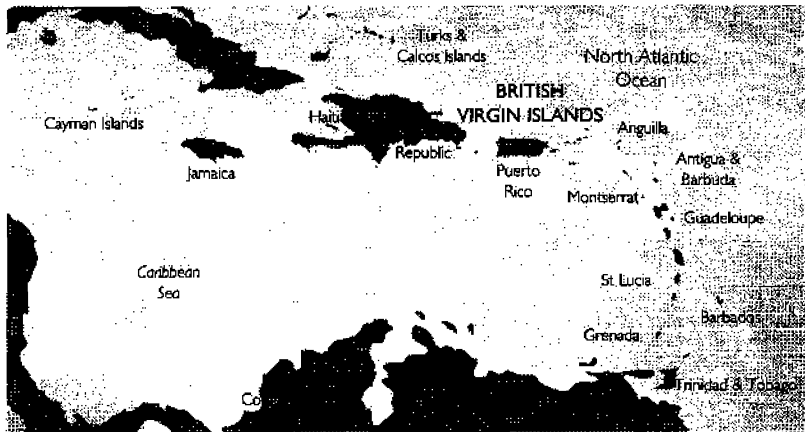 Turks &
Caicos Islands
North Atlantic
Ocean
BRITISH
VIRGIN ISLANDS
Cayman Islands
Haiti
Anguilla
Jamaica
Republic
Puerto
Rico
Antigua &
Barbuda
Montserrat
Guadeloupe
Caribbean
Sea
St Lucia
Barbados
Grenada
Co
Trinidad & Tobago